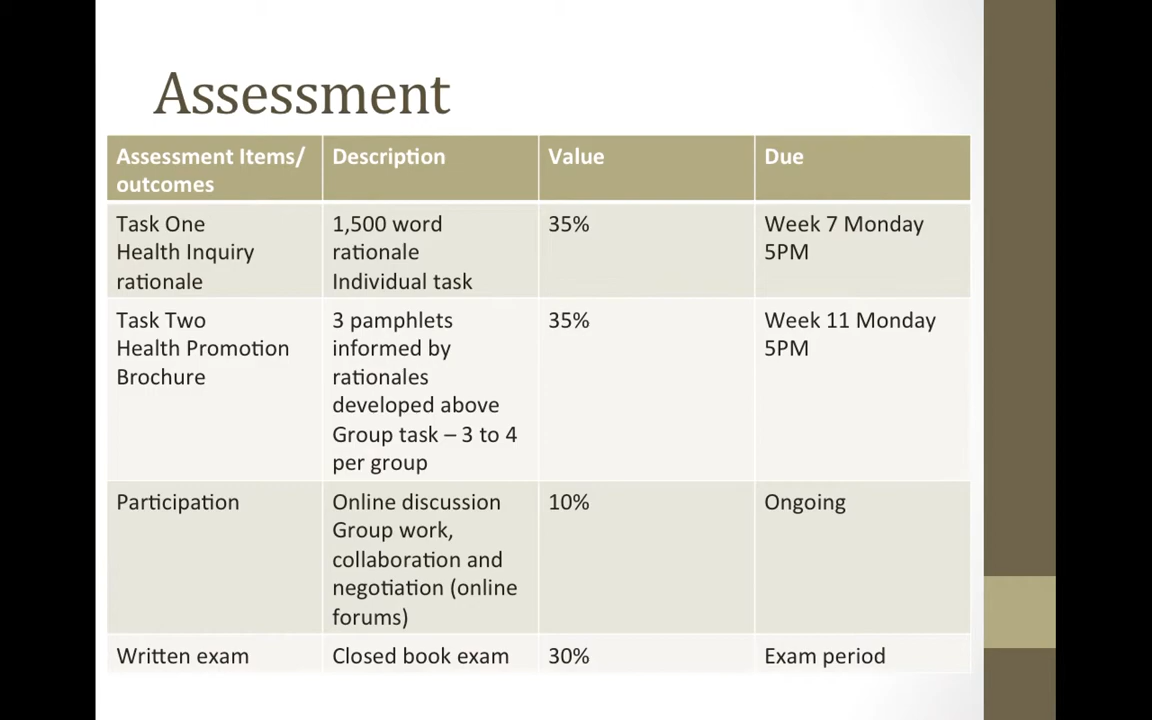 Assessment
Assessment Items/
outcomes
Description
Value
Due
Task One
Health Inquiry
rationale
1,500 word
rationale
Individual task
35%
Week 7 Monday
5PM
Task Two
Health Promotion
Brochure
3 pamphlets
informed by
rationales
developed above
Group task – 3 to 4
per group
35%
Week 11 Monday
5PM
Participation
Online discussion
Group work,
collaboration and
negotiation (online
forums)
10%
Ongoing
Written exam
Closed book exam
30%
Exam period